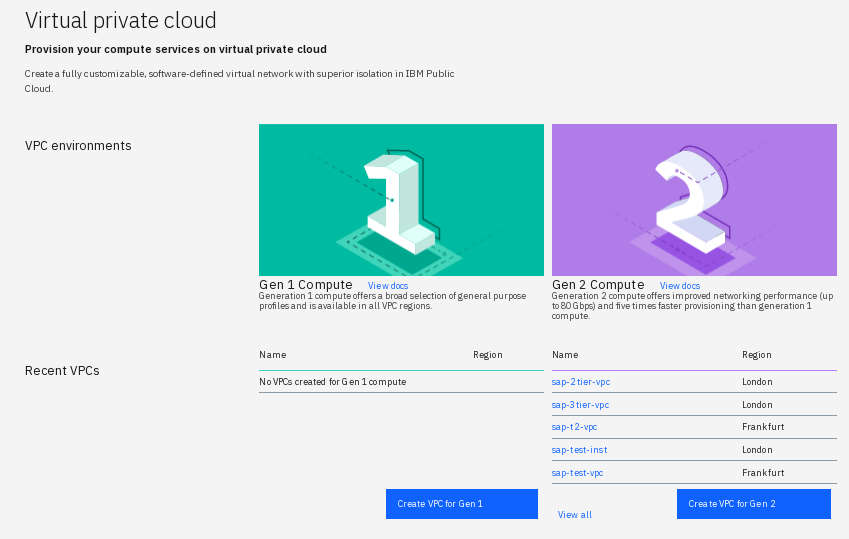 Virtual private cloud
Provision your compute services on virtual private cloud
Create a fully customizable, software-defined virtual network with superior isolation in IBM Public
Cloud.
VPC environments
1
2
Gen 1 Compute View docs
Generation 1 compute offers a broad selection of general purpose
profiles and is available in all VPC regions.
Gen 2 Compute View docs
Generation 2 compute offers improved networking performance (up
to 80 Gbps) and five times faster provisioning than generation 1
compute.
Recent VPCs
Name Region
No VPCs created for Gen 1 compute
Create VPC for Gen 1
Name Region
sap-2tier-vpc London
sap-3tier-vpc London
sap-t2-vpc Frankfurt
sap-test-inst London
sap-test-vpc Frankfurt
View all
Create VPC for Gen 2